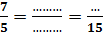 7/5 = ………/……… = …/15